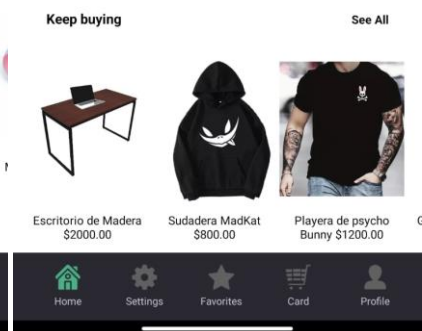 Keep buying
See All
Escritorio de Madera
$2000.00
Sudadera MadKat
$800.00
Playera de psycho
Bunny $1200.00
Home
Settings
Favorites
Card
Profile